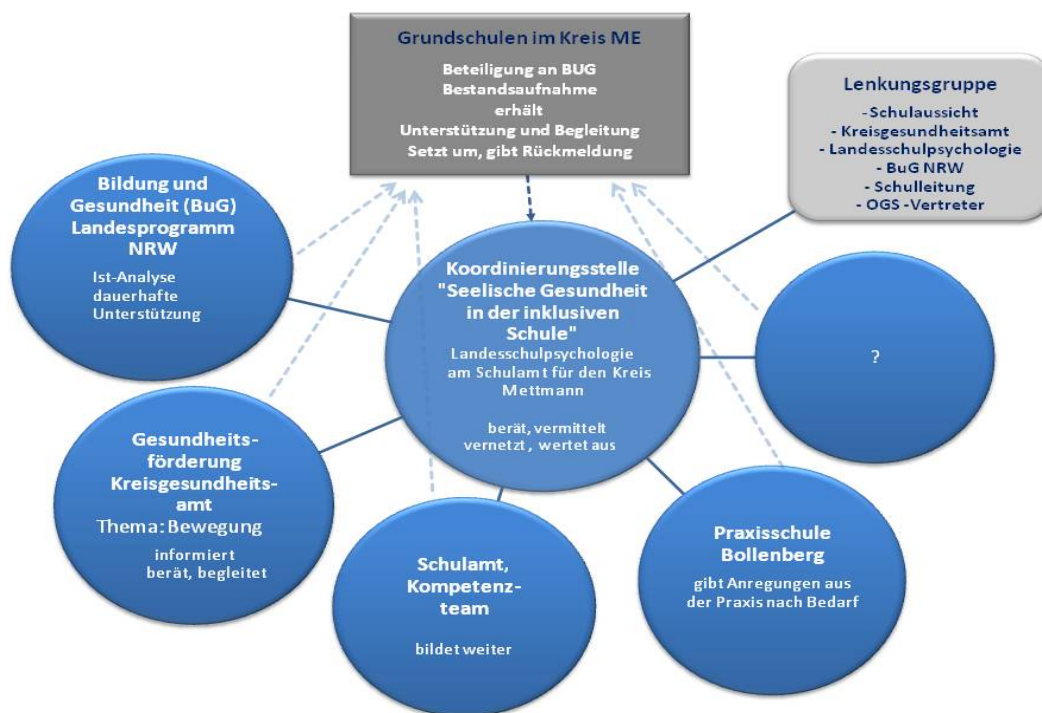 Grundschulen im Kreis ME
Beteiligung an BUG
Bestandsaufnahme
erhält
Unterstützung und Begleitung
Setzt um, gibt Rückmeldung
Lenkungsgruppe
- Schulaussicht
- Kreisgesundheitsamt
- Landesschulpsychologie
- BuG NRW
- Schulleitung
- OGS -Vertreter
Bildung und
Gesundheit (BuG)
Landesprogramm
NRW
Ist-Analyse
dauerhafte
Unterstützung
Koordinierungsstelle
"Seelische Gesundheit
in der inklusiven
Schule"
Landesschulpsychologie
am Schulamt für den Kreis
Mettmann
berät, vermittelt
vernetzt , wertet aus
?
Gesundheits-
förderung
Kreisgesundheits-
amt
Thema: Bewegung
informiert
berät, begleitet
Schulamt,
Kompetenz-
team
bildet weiter
Praxisschule
Bollenberg
gibt Anregungen aus
der Praxis nach Bedarf